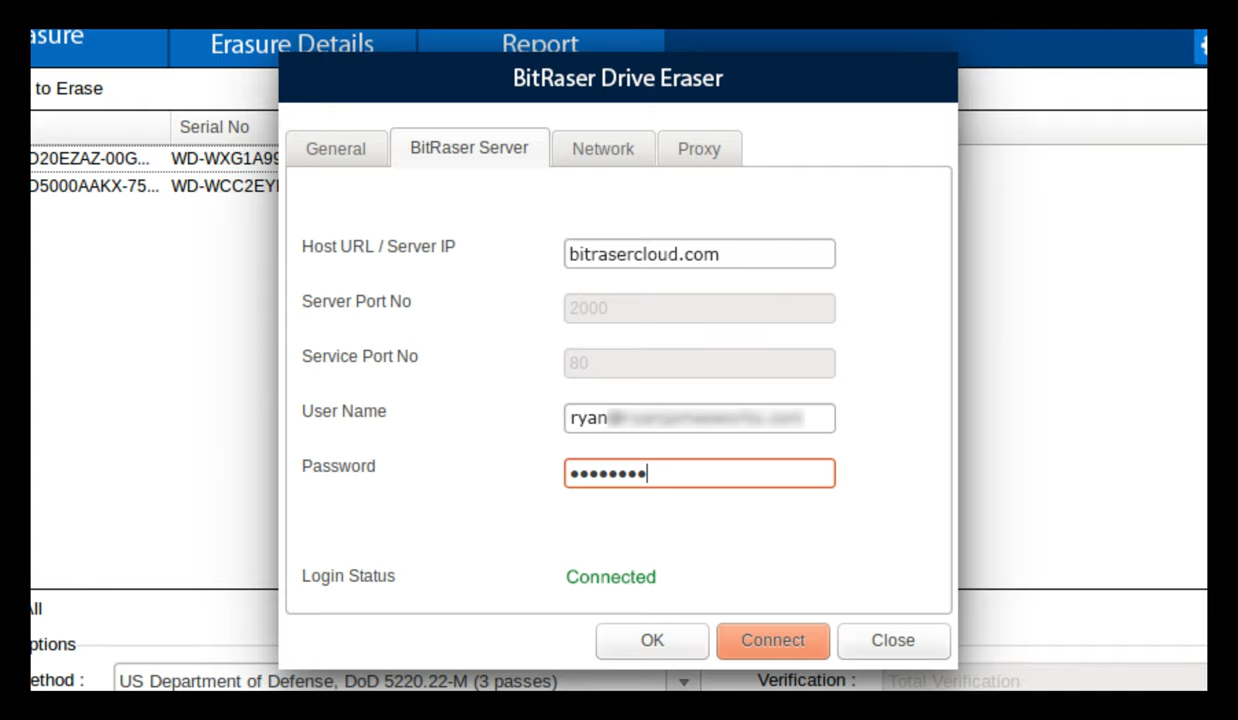 asure
Erasure Details
Report
BitRaser Drive Eraser
to Erase
Serial No
General
BitRaser Server
Network
Proxy
D20EZAZ-00G... WD-WXG1A99
D5000AAKX-75... WD-WCC2EY
Host URL / Server IP
bitrasercloud.com
Server Port No
2000
Service Port No
80
User Name
ryan
Password
••••••••
Login Status
Connected
All
OK
Connect
Close
ptions
ethod :
US Department of Defense, DoD 5220.22-M (3 passes)
Verification :
Total Verification